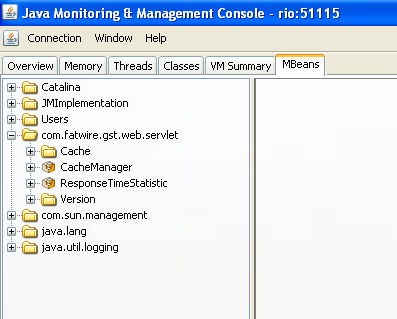 Java Monitoring & Management Console - rio:51115
Connection Window Help
Overview Memory Threads Classes VM Summary MBeans
Catalina
JMImplementation
Users
com.fatwire.gst.web.servlet
Cache
CacheManager
ResponseTimeStatistic
Version
com.sun.management
java.lang
java.util.logging